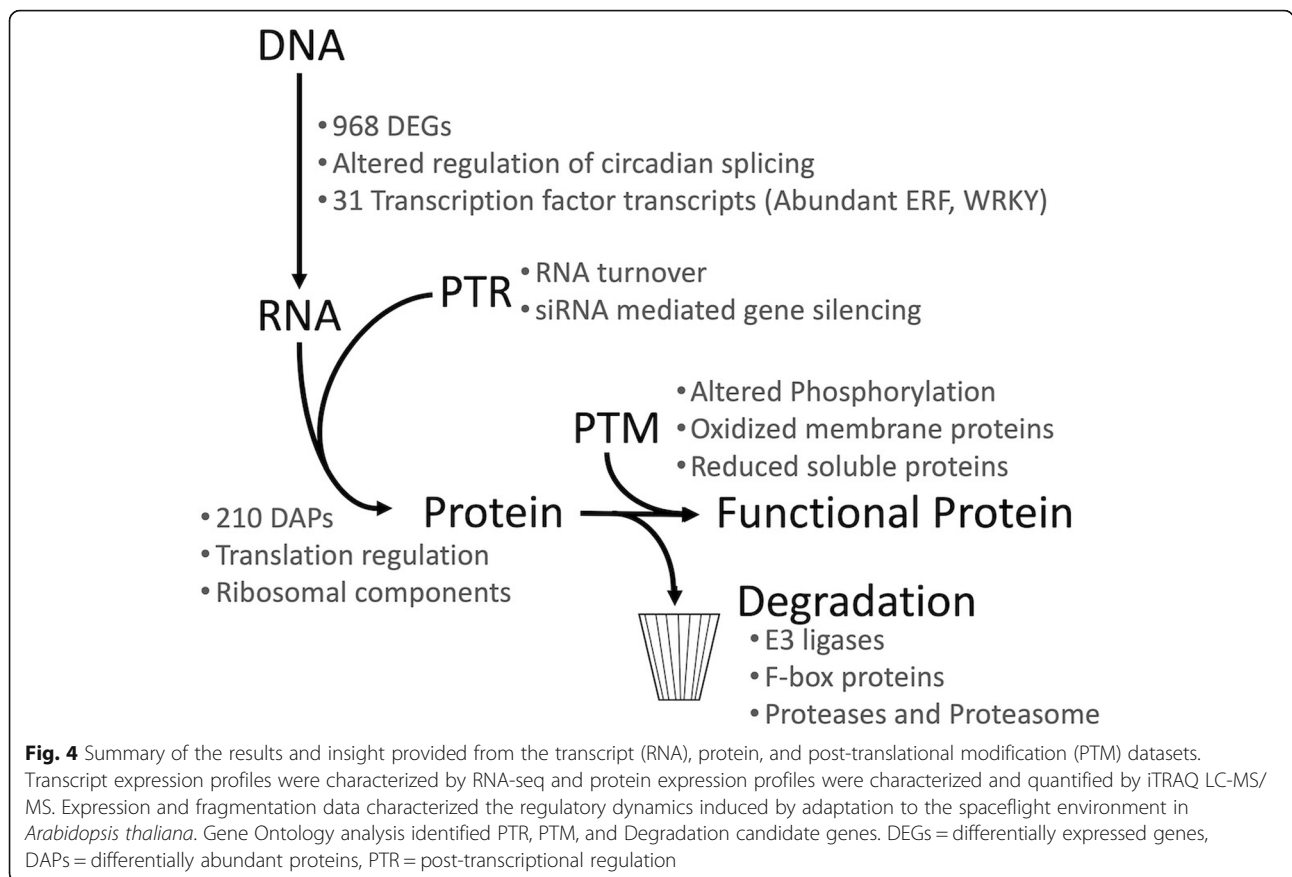 DNA
• 968 DEGs
• Altered regulation of circadian splicing
• 31 Transcription factor transcripts (Abundant ERF, WRKY)
RNA
PTR
• RNA turnover
• siRNA mediated gene silencing
PTM
• Altered Phosphorylation
• Oxidized membrane proteins
• Reduced soluble proteins
• 210 DAPs
• Translation regulation
• Ribosomal components
Protein
Functional Protein
Degradation
• E3 ligases
• F-box proteins
• Proteases and Proteasome
Fig. 4 Summary of the results and insight provided from the transcript (RNA), protein, and post-translational modification (PTM) datasets.
Transcript expression profiles were characterized by RNA-seq and protein expression profiles were characterized and quantified by iTRAQ LC-MS/
MS. Expression and fragmentation data characterized the regulatory dynamics induced by adaptation to the spaceflight environment in
Arabidopsis thaliana. Gene Ontology analysis identified PTR, PTM, and Degradation candidate genes. DEGs = differentially expressed genes,
DAPs = differentially abundant proteins, PTR = post-transcriptional regulation